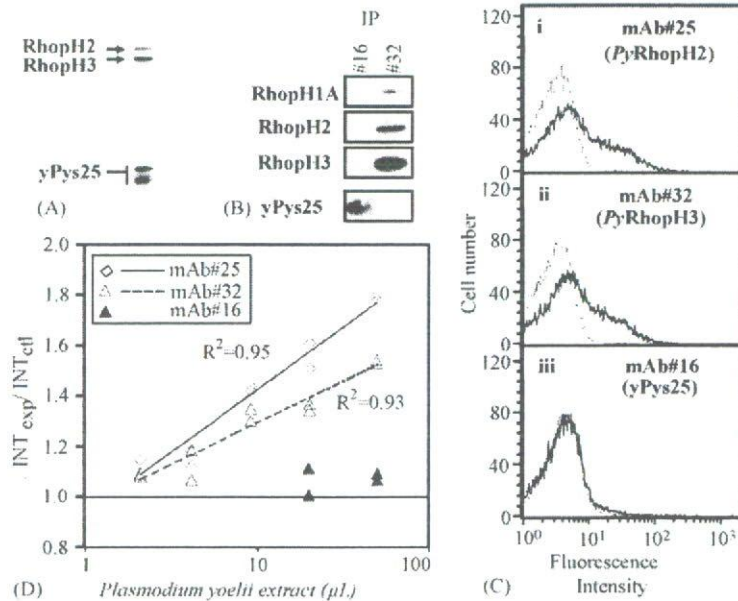 RhopH2
RhopH3
yPys25
(A)
IP
#16
#32
RhopH1A
RhopH2
RhopH3
yPys25
(B)
Cell number
120
80
40
0
i
mAb#25
(PyRhopH2)
120
80
40
0
ii
mAb#32
(PyRhopH3)
120
80
40
0
iii
mAb#16
(yPys25)
10⁰ 10¹ 10² 10³
Fluorescence
Intensity
(C)
INT exp/ INT ctl
2.0
1.8
1.6
1.4
1.2
1.0
0.8
mAb#25
mAb#32
mAb#16
R²=0.95
R²=0.93
1 10 100
Plasmodium yoelii extract (µL)
(D)